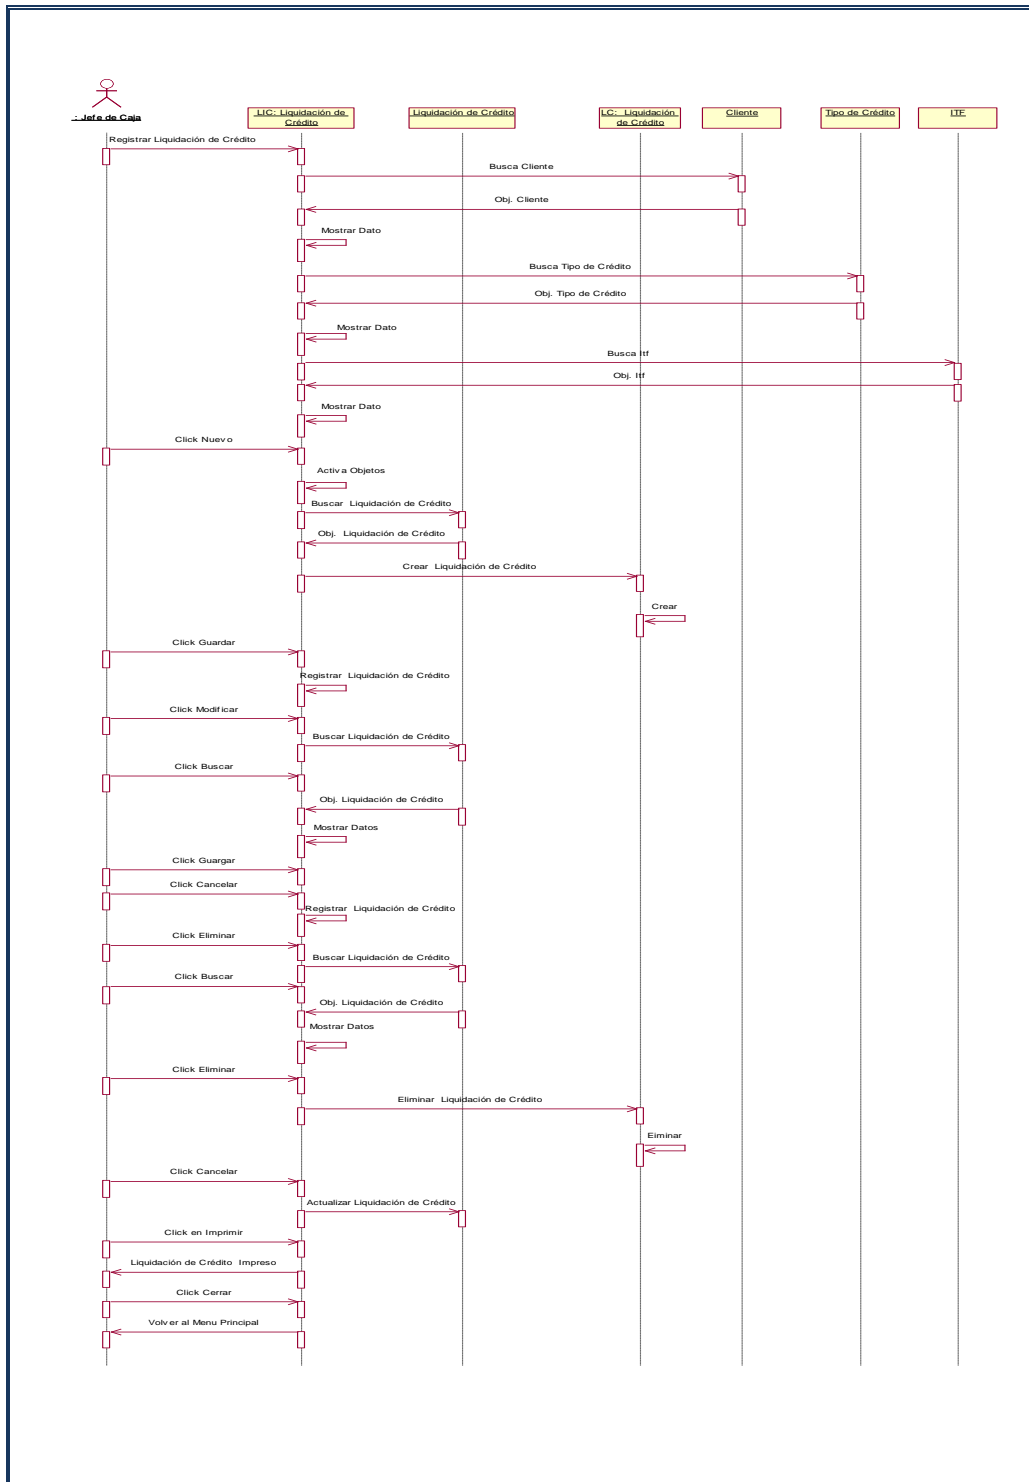 : Jefe de Caja
LIC: Liquidación de
Crédito
Liquidación de Crédito
LC: Liquidación
de Crédito
Cliente
Tipo de Crédito
ITF
Registrar Liquidación de Crédito
Busca Cliente
Obj. Cliente
Mostrar Dato
Busca Tipo de Crédito
Obj. Tipo de Crédito
Mostrar Dato
Busca Itf
Obj. Itf
Mostrar Dato
Click Nuevo
Activa Objetos
Buscar Liquidación de Crédito
Obj. Liquidación de Crédito
Crear Liquidación de Crédito
Crear
Click Guardar
Registrar Liquidación de Crédito
Click Modificar
Buscar Liquidación de Crédito
Click Buscar
Obj. Liquidación de Crédito
Mostrar Datos
Click Guargar
Click Cancelar
Registrar Liquidación de Crédito
Click Eliminar
Buscar Liquidación de Crédito
Click Buscar
Obj. Liquidación de Crédito
Mostrar Datos
Click Eliminar
Eliminar Liquidación de Crédito
Eiminar
Click Cancelar
Actualizar Liquidación de Crédito
Click en Imprimir
Liquidación de Crédito Impreso
Click Cerrar
Volver al Menu Principal